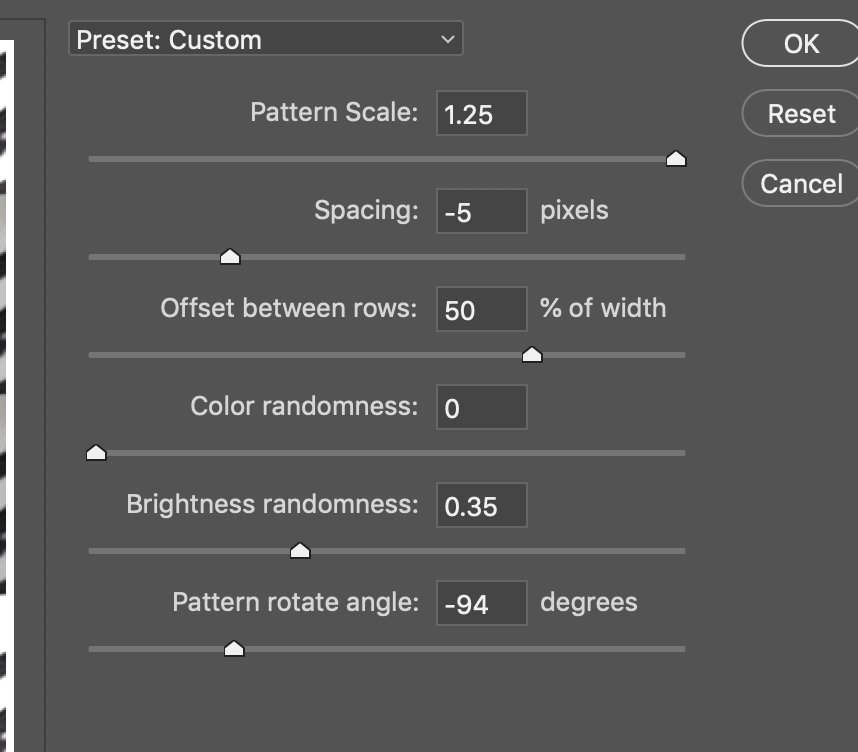 Preset: Custom
OK
Pattern Scale: 1.25
Reset
Cancel
Spacing: -5 pixels
Offset between rows: 50 % of width
Color randomness: 0
Brightness randomness: 0.35
Pattern rotate angle: -94 degrees